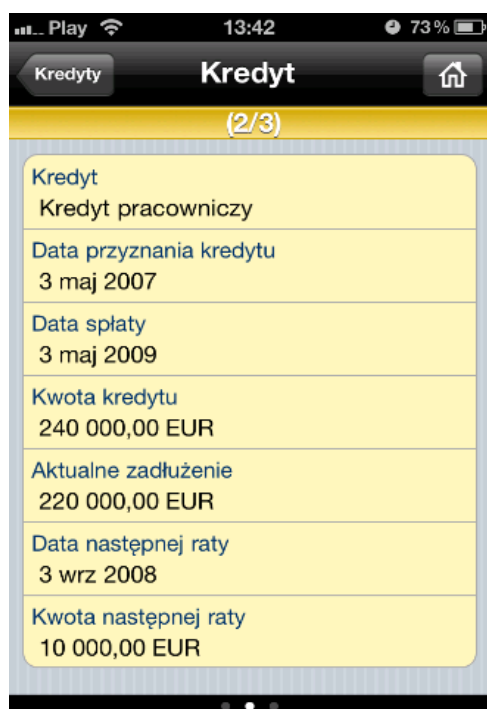 Play 13:42 73%
Kredyty Kredyt
(2/3)
Kredyt
Kredyt pracowniczy
Data przyznania kredytu
3 maj 2007
Data spłaty
3 maj 2009
Kwota kredytu
240 000,00 EUR
Aktualne zadłużenie
220 000,00 EUR
Data następnej raty
3 wrz 2008
Kwota następnej raty
10 000,00 EUR